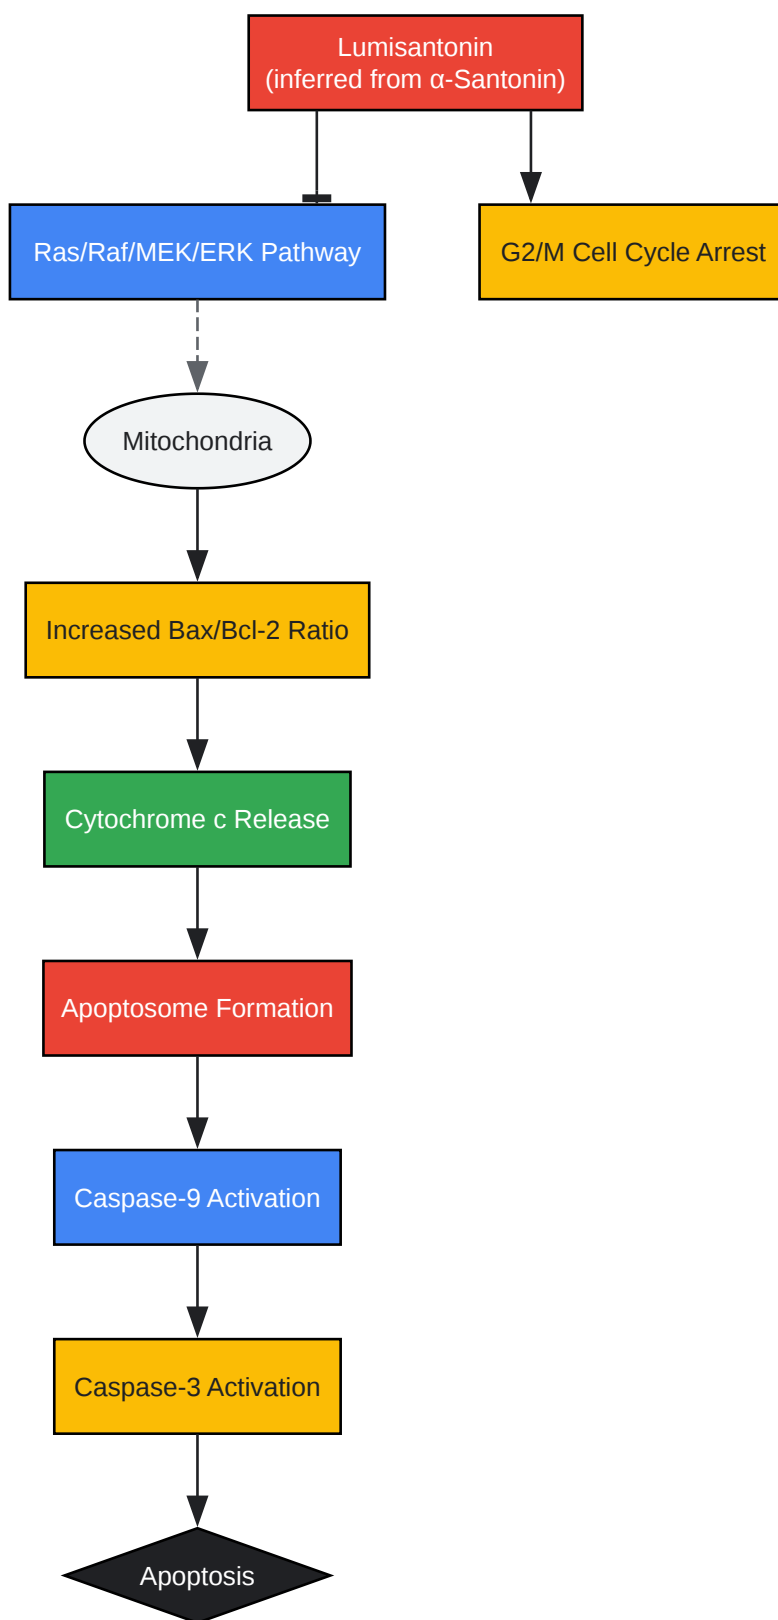 Lumisantonin
(inferred from α-Santonin)
Ras/Raf/MEK/ERK Pathway
G2/M Cell Cycle Arrest
Mitochondria
Increased Bax/Bcl-2 Ratio
Cytochrome c Release
Apoptosome Formation
Caspase-9 Activation
Caspase-3 Activation
Apoptosis